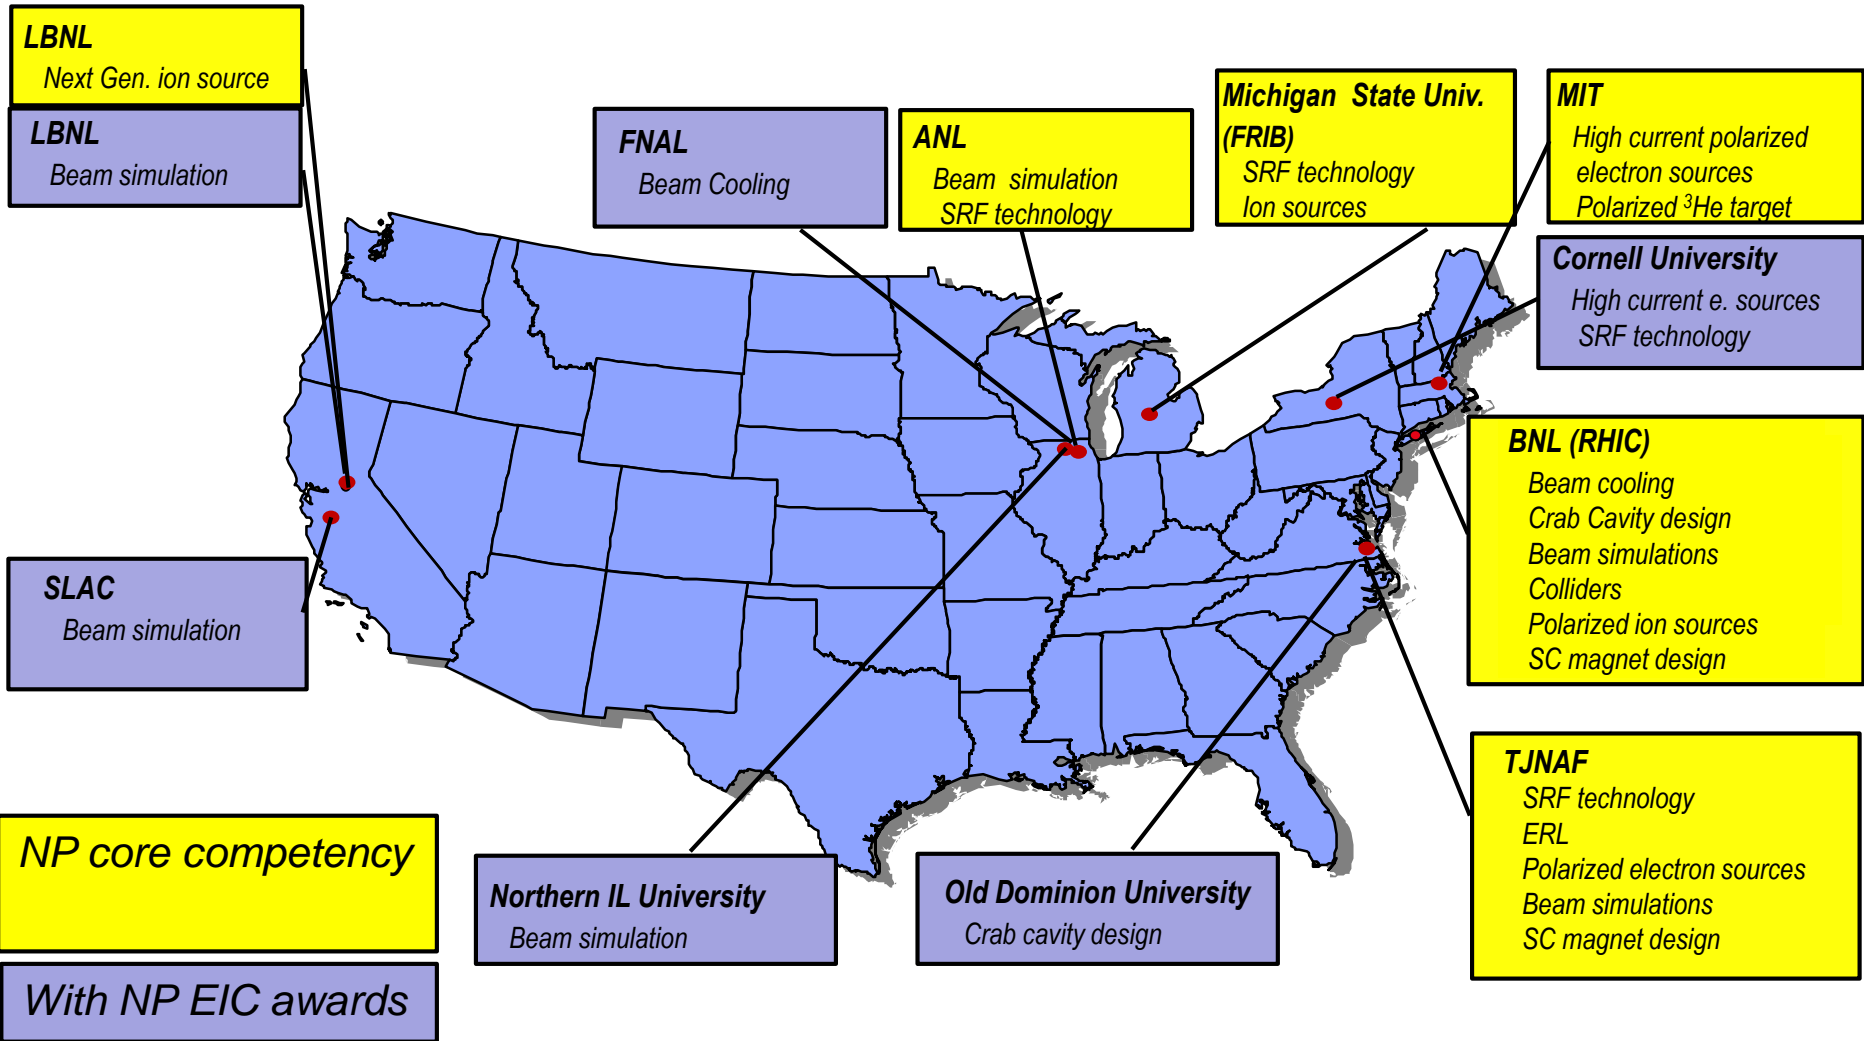 LBNL
Next Gen. ion source
LBNL
Beam simulation
FNAL
Beam Cooling
ANL
Beam simulation
SRF technology
Michigan State Univ.
(FRIB)
SRF technology
Ion sources
MIT
High current polarized
electron sources
Polarized ³He target
Cornell University
High current e. sources
SRF technology
BNL (RHIC)
Beam cooling
Crab Cavity design
Beam simulations
Colliders
Polarized ion sources
SC magnet design
SLAC
Beam simulation
TJNAF
SRF technology
ERL
Polarized electron sources
Beam simulations
SC magnet design
Northern IL University
Beam simulation
Old Dominion University
Crab cavity design
NP core competency
With NP EIC awards